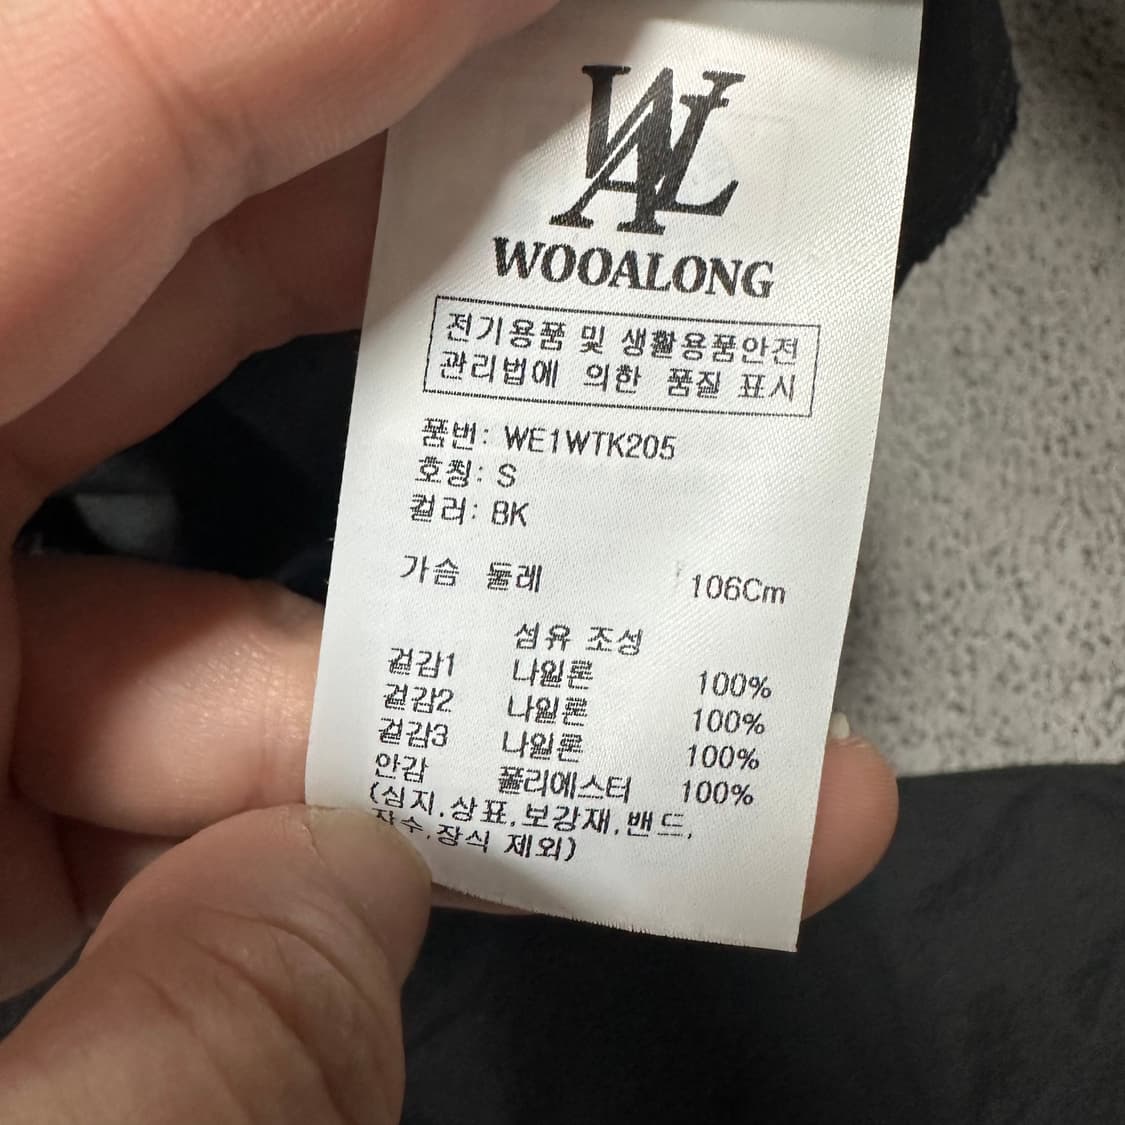 WAL
WOOALONG
전기용품 및 생활용품안전
관리법에 의한 품질 표시
품번: WE1WTK205
호칭: S
컬러: BK
가슴 둘레 106Cm
섬유 조성
겉감1 나일론 100%
겉감2 나일론 100%
겉감3 나일론 100%
안감 폴리에스터 100%
(심지.상표.보강재.밴드.
자수.장식 제외)